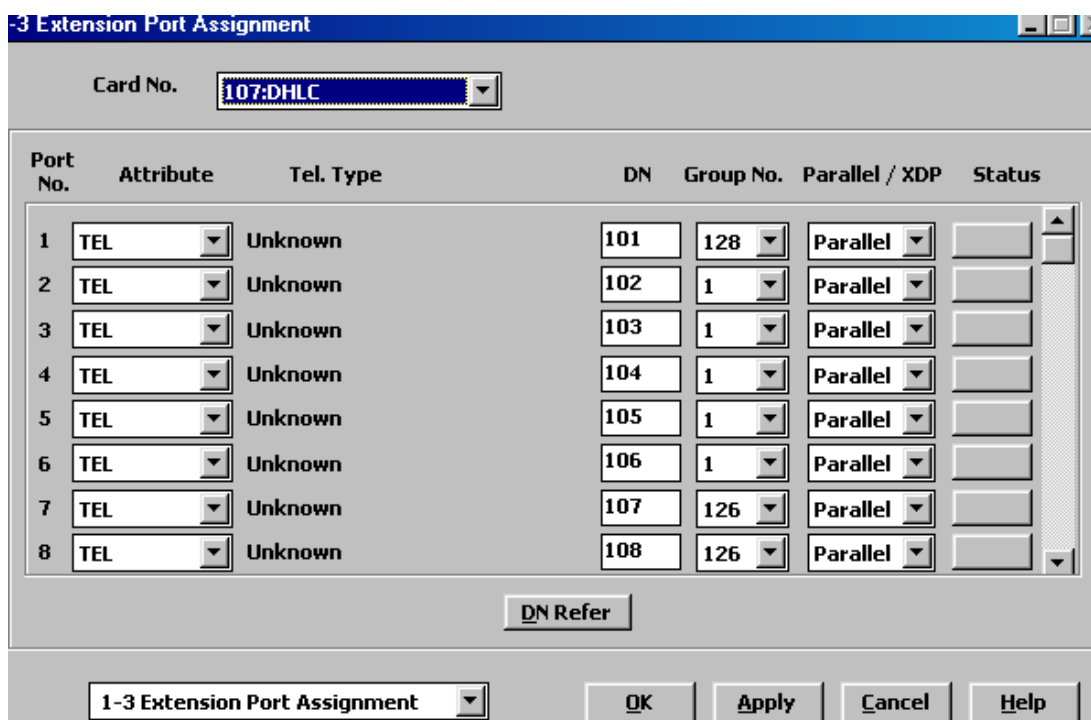 -3 Extension Port Assignment
Card No. 107:DHLC
Port No. Attribute Tel. Type DN Group No. Parallel / XDP Status
1 TEL Unknown 101 128 Parallel
2 TEL Unknown 102 1 Parallel
3 TEL Unknown 103 1 Parallel
4 TEL Unknown 104 1 Parallel
5 TEL Unknown 105 1 Parallel
6 TEL Unknown 106 1 Parallel
7 TEL Unknown 107 126 Parallel
8 TEL Unknown 108 126 Parallel
DN Refer
1-3 Extension Port Assignment OK Apply Cancel Help